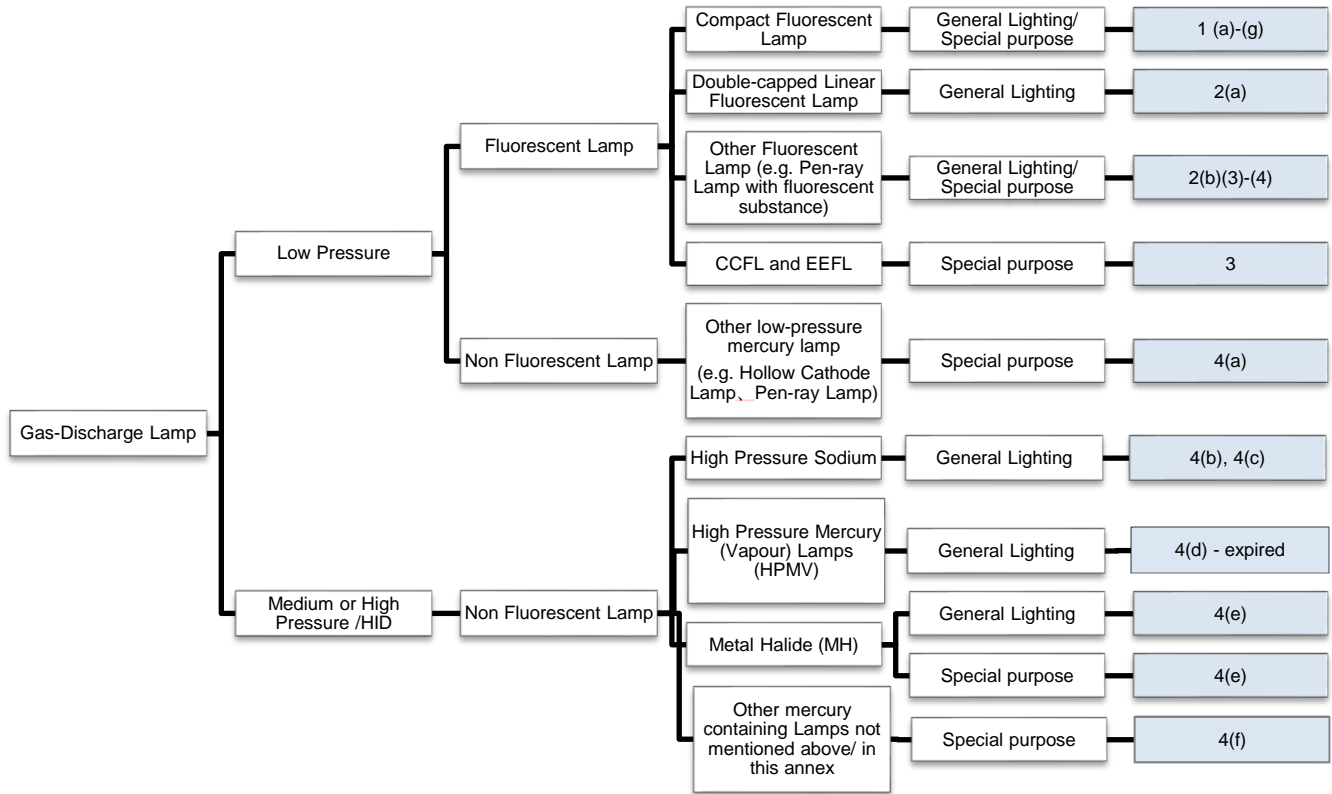 Compact Fluorescent
Lamp
General Lighting/
Special purpose
1 (a)-(g)
Double-capped Linear
Fluorescent Lamp
General Lighting
2(a)
Fluorescent Lamp
Other Fluorescent
Lamp (e.g. Pen-ray
Lamp with fluorescent
substance)
General Lighting/
Special purpose
2(b)(3)-(4)
Low Pressure
CCFL and EEFL
Special purpose
3
Non Fluorescent Lamp
Other low-pressure
mercury lamp
(e.g. Hollow Cathode
Lamp、Pen-ray Lamp)
Special purpose
4(a)
Gas-Discharge Lamp
High Pressure Sodium
General Lighting
4(b), 4(c)
High Pressure Mercury
(Vapour) Lamps
(HPMV)
General Lighting
4(d) - expired
Medium or High
Pressure /HID
Non Fluorescent Lamp
Metal Halide (MH)
General Lighting
4(e)
Special purpose
4(e)
Other mercury
containing Lamps not
mentioned above/ in
this annex
Special purpose
4(f)